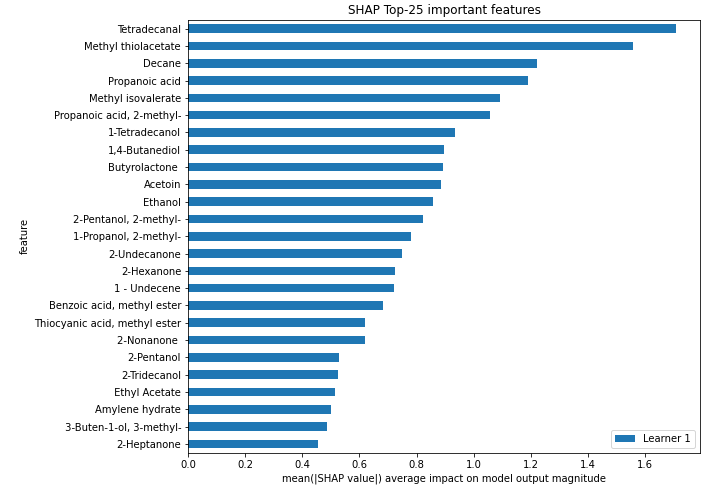 SHAP Top-25 important features
Tetradecanal
Methyl thiolacetate
Decane
Propanoic acid
Methyl isovalerate
Propanoic acid, 2-methyl-
1-Tetradecanol
1,4-Butanediol
Butyrolactone
Acetoin
Ethanol
2-Pentanol, 2-methyl-
1-Propanol, 2-methyl-
2-Undecanone
2-Hexanone
1 - Undecene
Benzoic acid, methyl ester
Thiocyanic acid, methyl ester
2-Nonanone
2-Pentanol
2-Tridecanol
Ethyl Acetate
Amylene hydrate
3-Buten-1-ol, 3-methyl-
2-Heptanone
feature
Learner 1
0.0 0.2 0.4 0.6 0.8 1.0 1.2 1.4 1.6
mean(|SHAP value|) average impact on model output magnitude